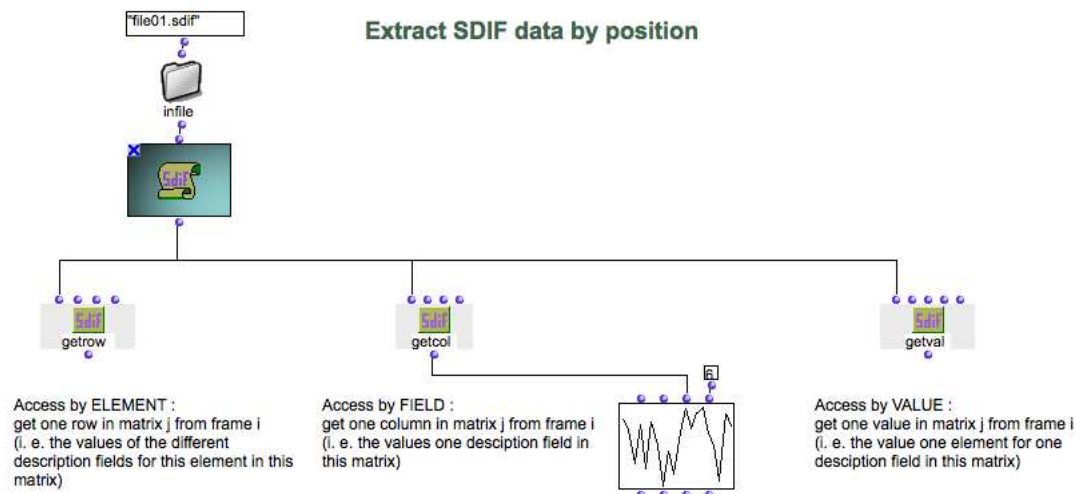 "file01.sdif"
Extract SDIF data by position
infile
Sdif
Sdif
getrow
Sdif
getcol
Sdif
getval
6
Access by ELEMENT :
get one row in matrix j from frame i
(i. e. the values of the different
description fields for this element in this
matrix)
Access by FIELD :
get one column in matrix j from frame i
(i. e. the values one desciption field in
this matrix)
Access by VALUE :
get one value in matrix j from frame i
(i. e. the value one element for one
desciption field in this matrix)